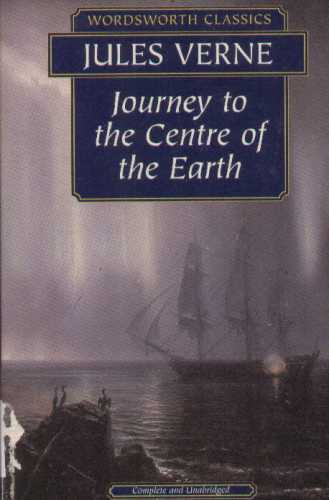 WORDSWORTH CLASSICS
JULES VERNE
Journey to
the Centre of
the Earth
Complete and Unabridged